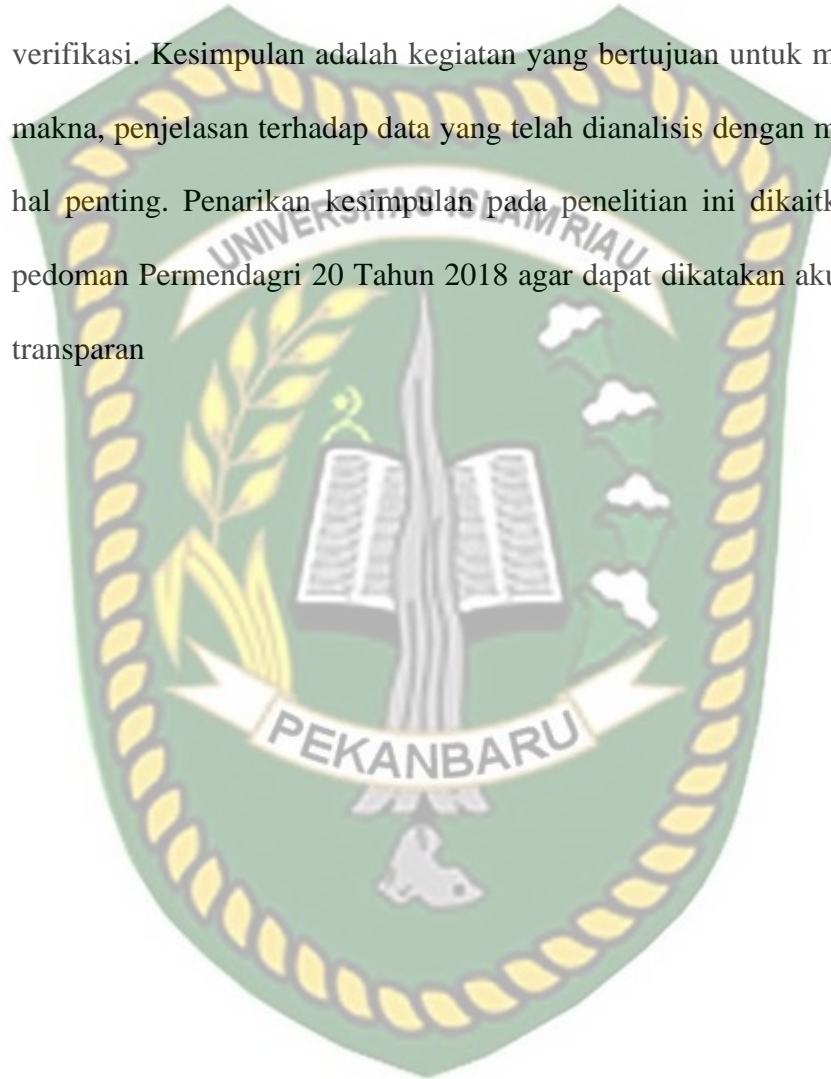 verifikasi. Kesimpulan adalah kegiatan yang bertujuan untuk m
makna, penjelasan terhadap data yang telah dianalisis dengan m
hal penting. Penarikan kesimpulan pada penelitian ini dikaitk
pedoman Permendagri 20 Tahun 2018 agar dapat dikatakan aku
transparan
UNIVERSITAS ISLAM RIAU
PEKANBARU